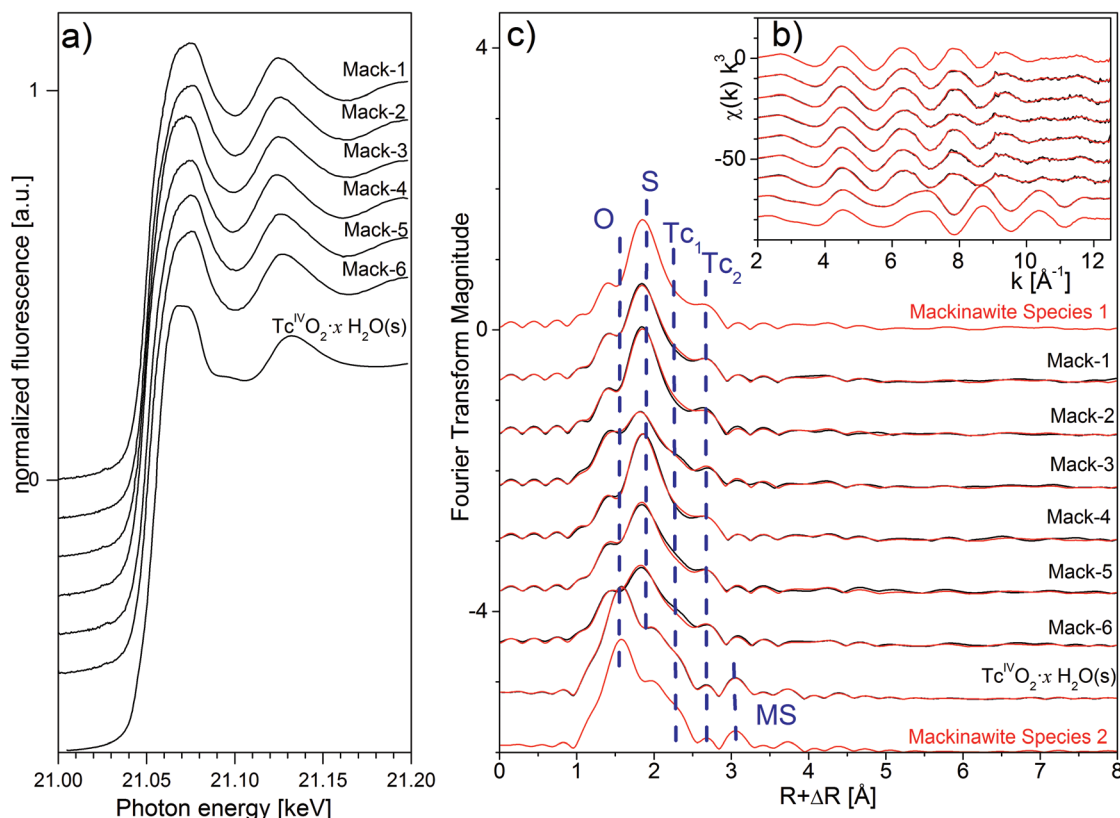 a)
normalized fluorescence [a.u.]
1
0
Mack-1
Mack-2
Mack-3
Mack-4
Mack-5
Mack-6
Tc^IV O₂·x H₂O(s)
21.00 21.05 21.10 21.15 21.20
Photon energy [keV]
c)
Fourier Transform Magnitude
4
0
-4
O
S
Tc₁
Tc₂
MS
Mackinawite Species 1
Mack-1
Mack-2
Mack-3
Mack-4
Mack-5
Mack-6
Tc^IV O₂·x H₂O(s)
Mackinawite Species 2
0 1 2 3 4 5 6 7 8
R+ΔR [Å]
b)
χ(k) k³
0
-50
2 4 6 8 10 12
k [Å⁻¹]